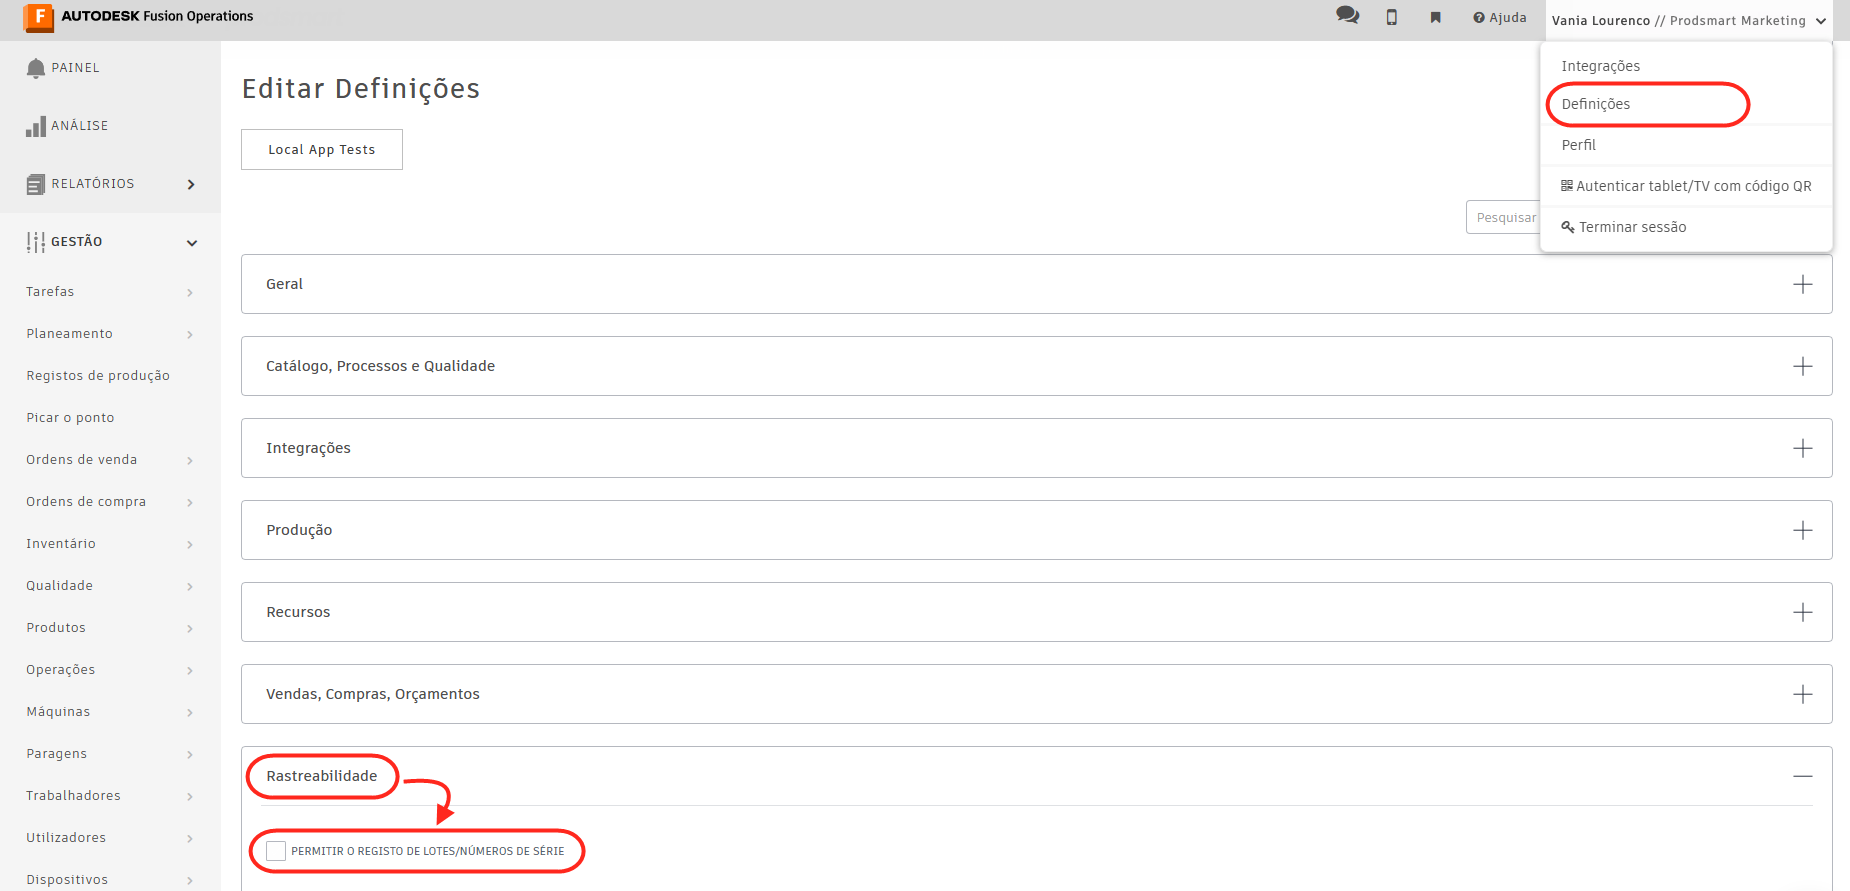 AUTODESK Fusion Operations
Ajuda
Vania Lourenco // Prodsmart Marketing
Integrações
Definições
Perfil
Autenticar tablet/TV com código QR
Terminar sessão
PAINEL
ANÁLISE
RELATÓRIOS
GESTÃO
Tarefas
Planeamento
Registos de produção
Picar o ponto
Ordens de venda
Ordens de compra
Inventário
Qualidade
Produtos
Operações
Máquinas
Paragens
Trabalhadores
Utilizadores
Dispositivos
Editar Definições
Local App Tests
Pesquisar
Geral
Catálogo, Processos e Qualidade
Integrações
Produção
Recursos
Vendas, Compras, Orçamentos
Rastreabilidade
PERMITIR O REGISTO DE LOTES/NÚMEROS DE SÉRIE